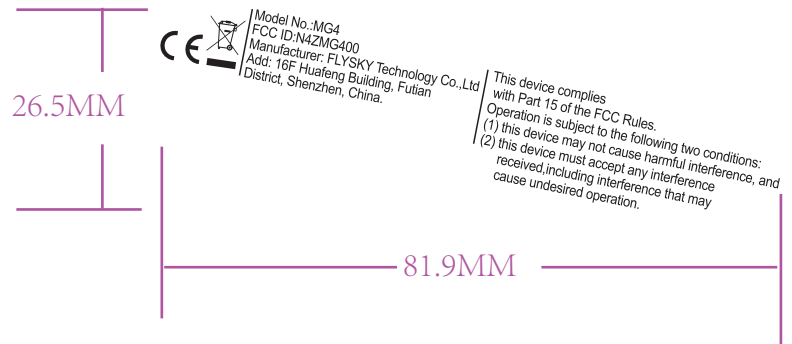 CE
Model No.:MG4
FCC ID:N4ZMG400
Manufacturer: FLYSKY Technology Co.,Ltd
Add: 16F Huafeng Building, Futian
District, Shenzhen, China.
This device complies
with Part 15 of the FCC Rules.
Operation is subject to the following two conditions:
(1) this device may not cause harmful interference, and
(2) this device must accept any interference
received,including interference that may
cause undesired operation.
26.5MM
81.9MM